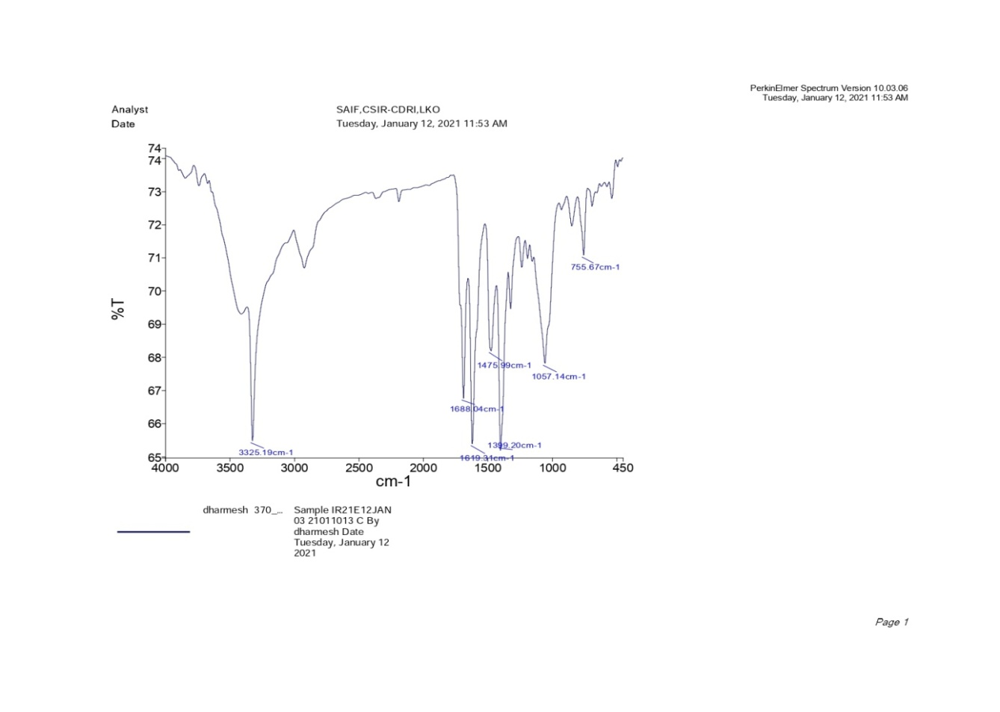 PerkinElmer Spectrum Version 10.03.06
Tuesday, January 12, 2021 11:53 AM
Analyst SAIF,CSIR-CDRI,LKO
Date Tuesday, January 12, 2021 11:53 AM
74
74
73
72
71
70
69
68
67
66
65
%T
755.67cm-1
1475.99cm-1
1057.14cm-1
1688.04cm-1
1399.20cm-1
3325.19cm-1
1619.31cm-1
4000 3500 3000 2500 2000 1500 1000 450
cm-1
dharmesh 370_... Sample IR21E12JAN
03 21011013 C By
dharmesh Date
Tuesday, January 12
2021
Page 1